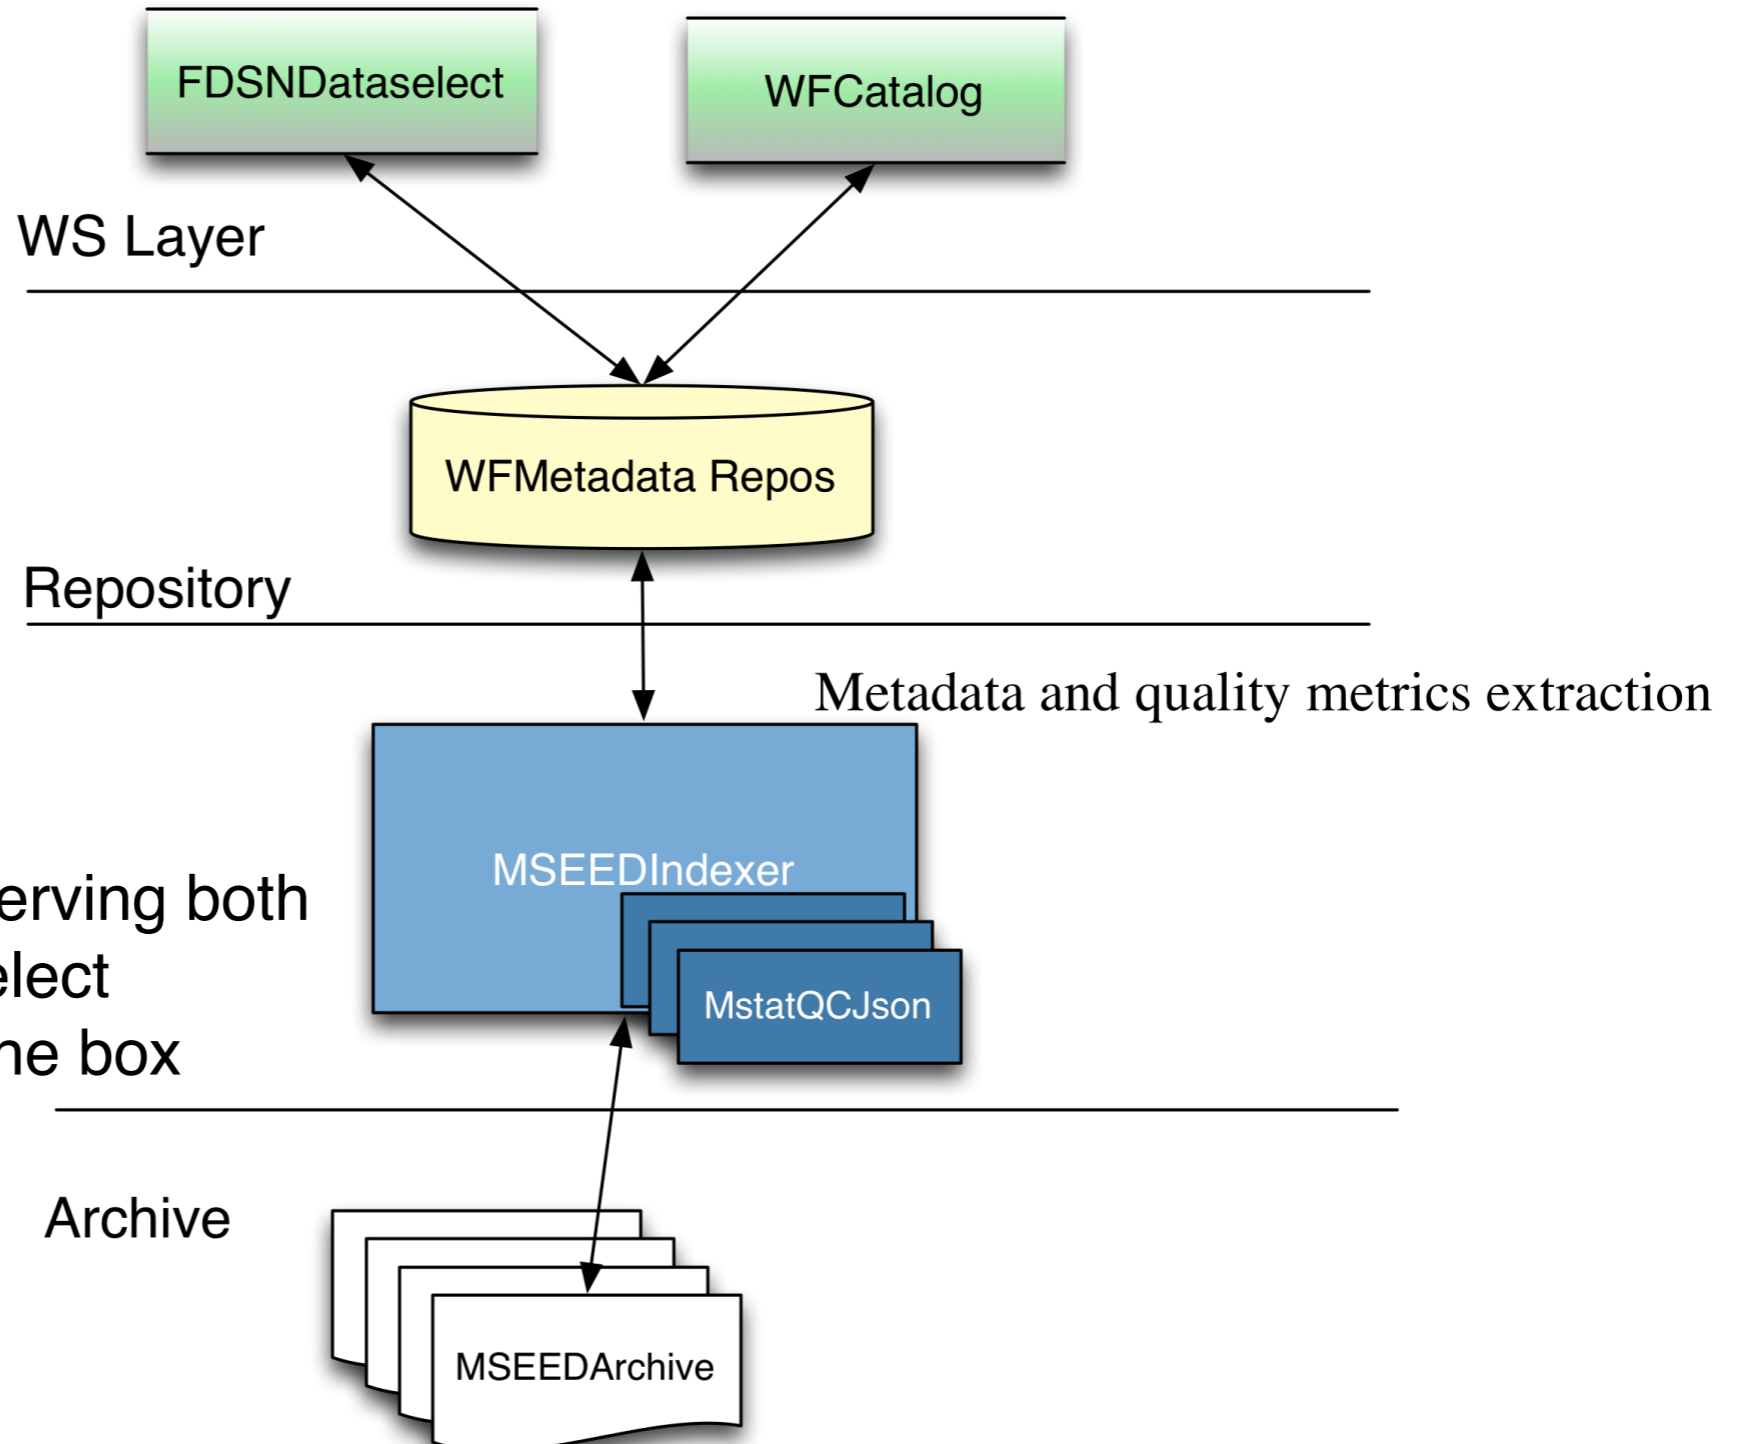 FDSNDataselect
WFCatalog
WS Layer
WFMetadata Repos
Repository
Metadata and quality metrics extraction
MSEEDIndexer
erving both
elect
MstatQCJson
ne box
Archive
MSEEDArchive